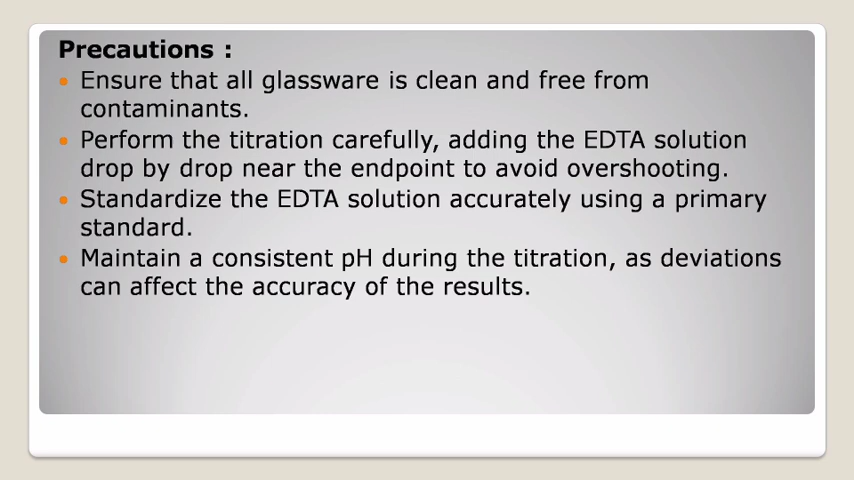 Precautions :
Ensure that all glassware is clean and free from
contaminants.
Perform the titration carefully, adding the EDTA solution
drop by drop near the endpoint to avoid overshooting.
Standardize the EDTA solution accurately using a primary
standard.
Maintain a consistent pH during the titration, as deviations
can affect the accuracy of the results.